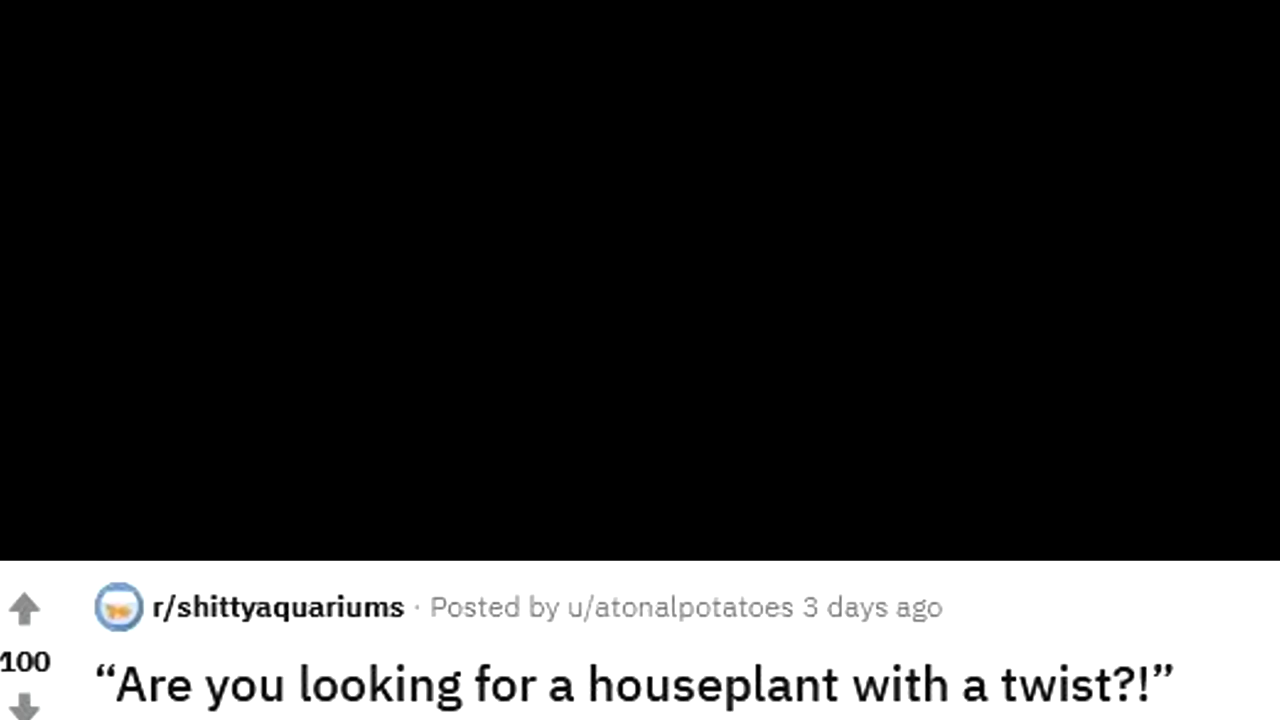 r/shittyaquariums · Posted by u/atonalpotatoes 3 days ago
100
“Are you looking for a houseplant with a twist?!”